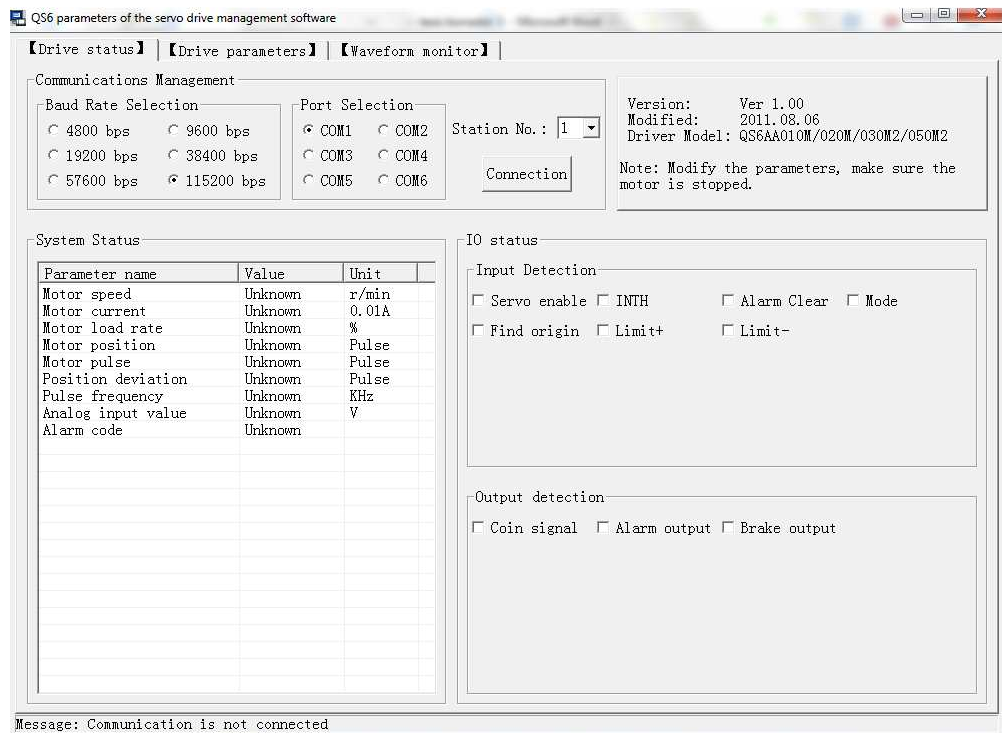 QS6 parameters of the servo drive management software
【Drive status】 【Drive parameters】 【Waveform monitor】
Communications Management
Baud Rate Selection
4800 bps 9600 bps
19200 bps 38400 bps
57600 bps 115200 bps
Port Selection
COM1 COM2
COM3 COM4
COM5 COM6
Station No.: 1
Connection
Version: Ver 1.00
Modified: 2011.08.06
Driver Model: QS6AA010M/020M/030M2/050M2
Note: Modify the parameters, make sure the
motor is stopped.
System Status
Parameter name Value Unit
Motor speed Unknown r/min
Motor current Unknown 0.01A
Motor load rate Unknown %
Motor position Unknown Pulse
Motor pulse Unknown Pulse
Position deviation Unknown Pulse
Pulse frequency Unknown KHz
Analog input value Unknown V
Alarm code Unknown
IO status
Input Detection
Servo enable INTH Alarm Clear Mode
Find origin Limit+ Limit-
Output detection
Coin signal Alarm output Brake output
Message: Communication is not connected